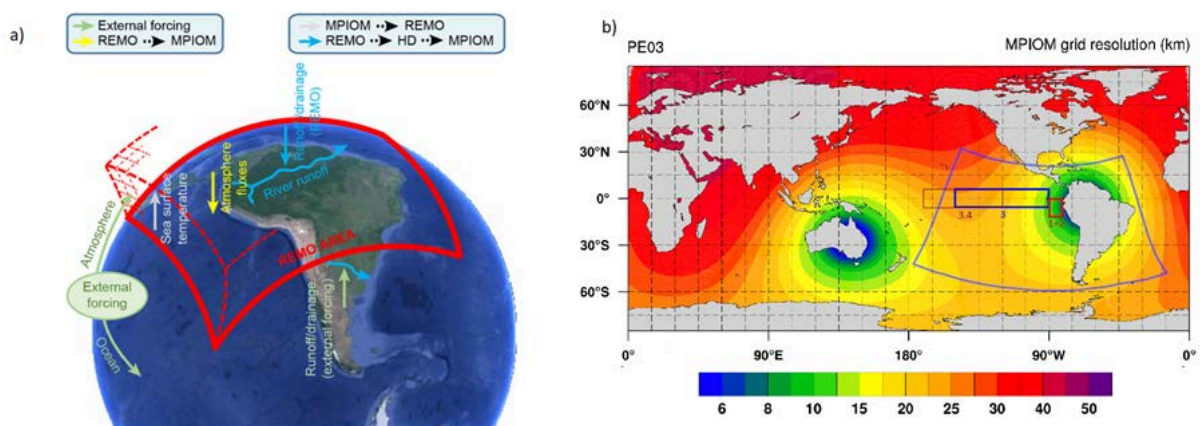 a)
External forcing
REMO MPIOM
MPIOM REMO
REMO HD MPIOM
Runoff/drainage
(REMO)
Atmosphere
fluxes
River runoff
Sea surface
temperature
Atmosphere
External
forcing
Ocean
REMO AREA
Runoff/drainage
(external forcing)
b)
PE03 MPIOM grid resolution (km)
60°N
30°N
0°
30°S
60°S
3.4 3
0° 90°E 180° 90°W 0°
6 8 10 15 20 25 30 40 50